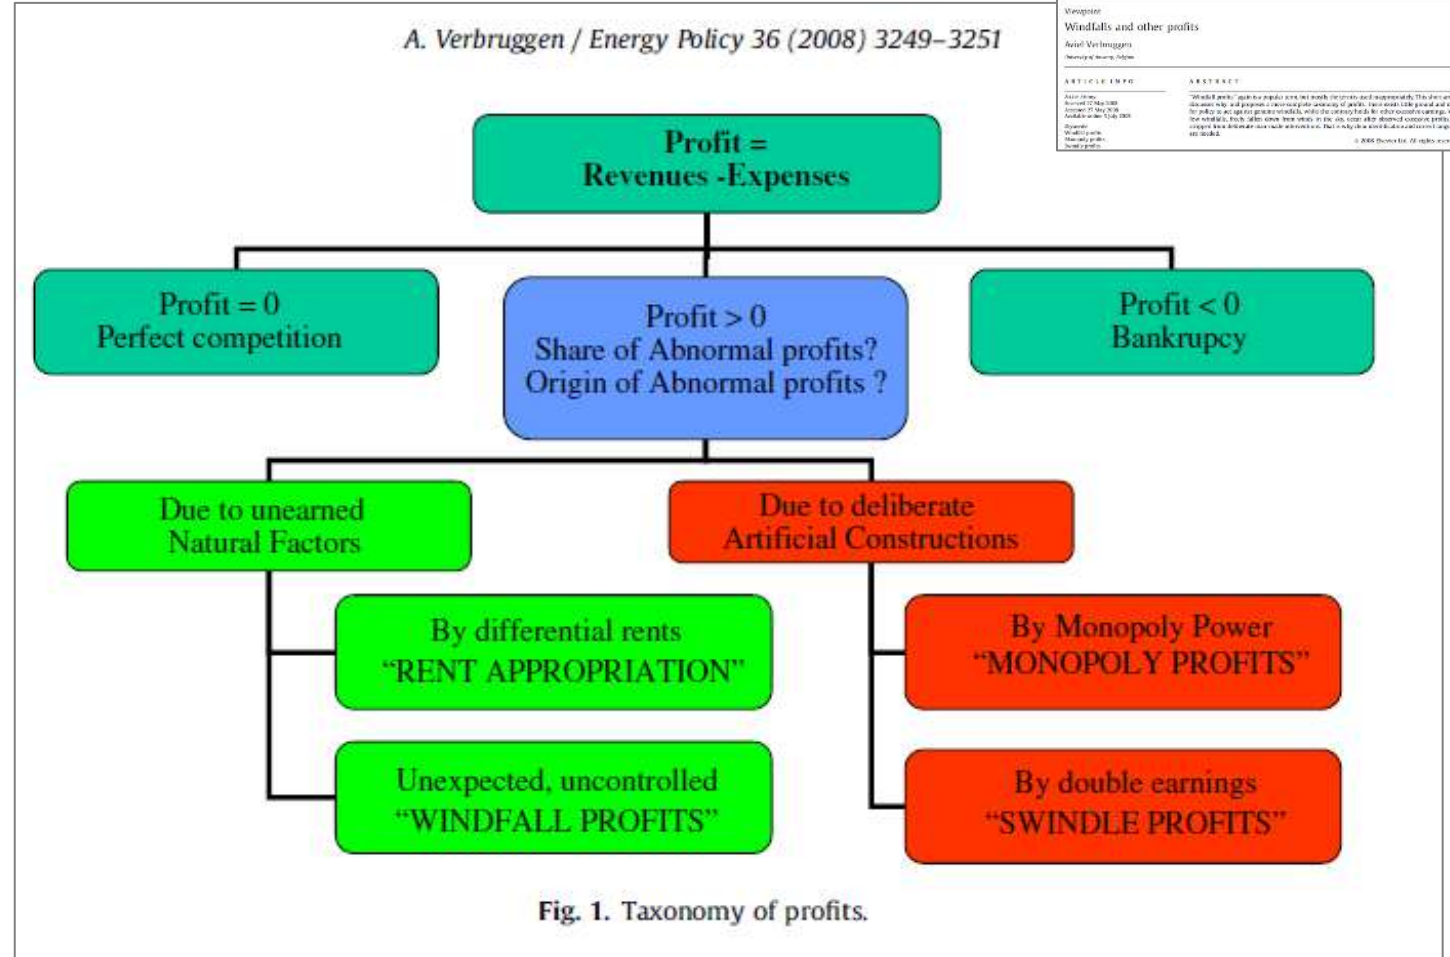 A. Verbruggen / Energy Policy 36 (2008) 3249–3251
Viewpoint
Windfalls and other profits
Aviel Verbruggen
ARTICLE INFO
ABSTRACT
Profit =
Revenues -Expenses
Profit = 0
Perfect competition
Profit > 0
Share of Abnormal profits?
Origin of Abnormal profits ?
Profit < 0
Bankrupcy
Due to unearned
Natural Factors
Due to deliberate
Artificial Constructions
By differential rents
“RENT APPROPRIATION”
By Monopoly Power
“MONOPOLY PROFITS”
Unexpected, uncontrolled
“WINDFALL PROFITS”
By double earnings
“SWINDLE PROFITS”
Fig. 1. Taxonomy of profits.